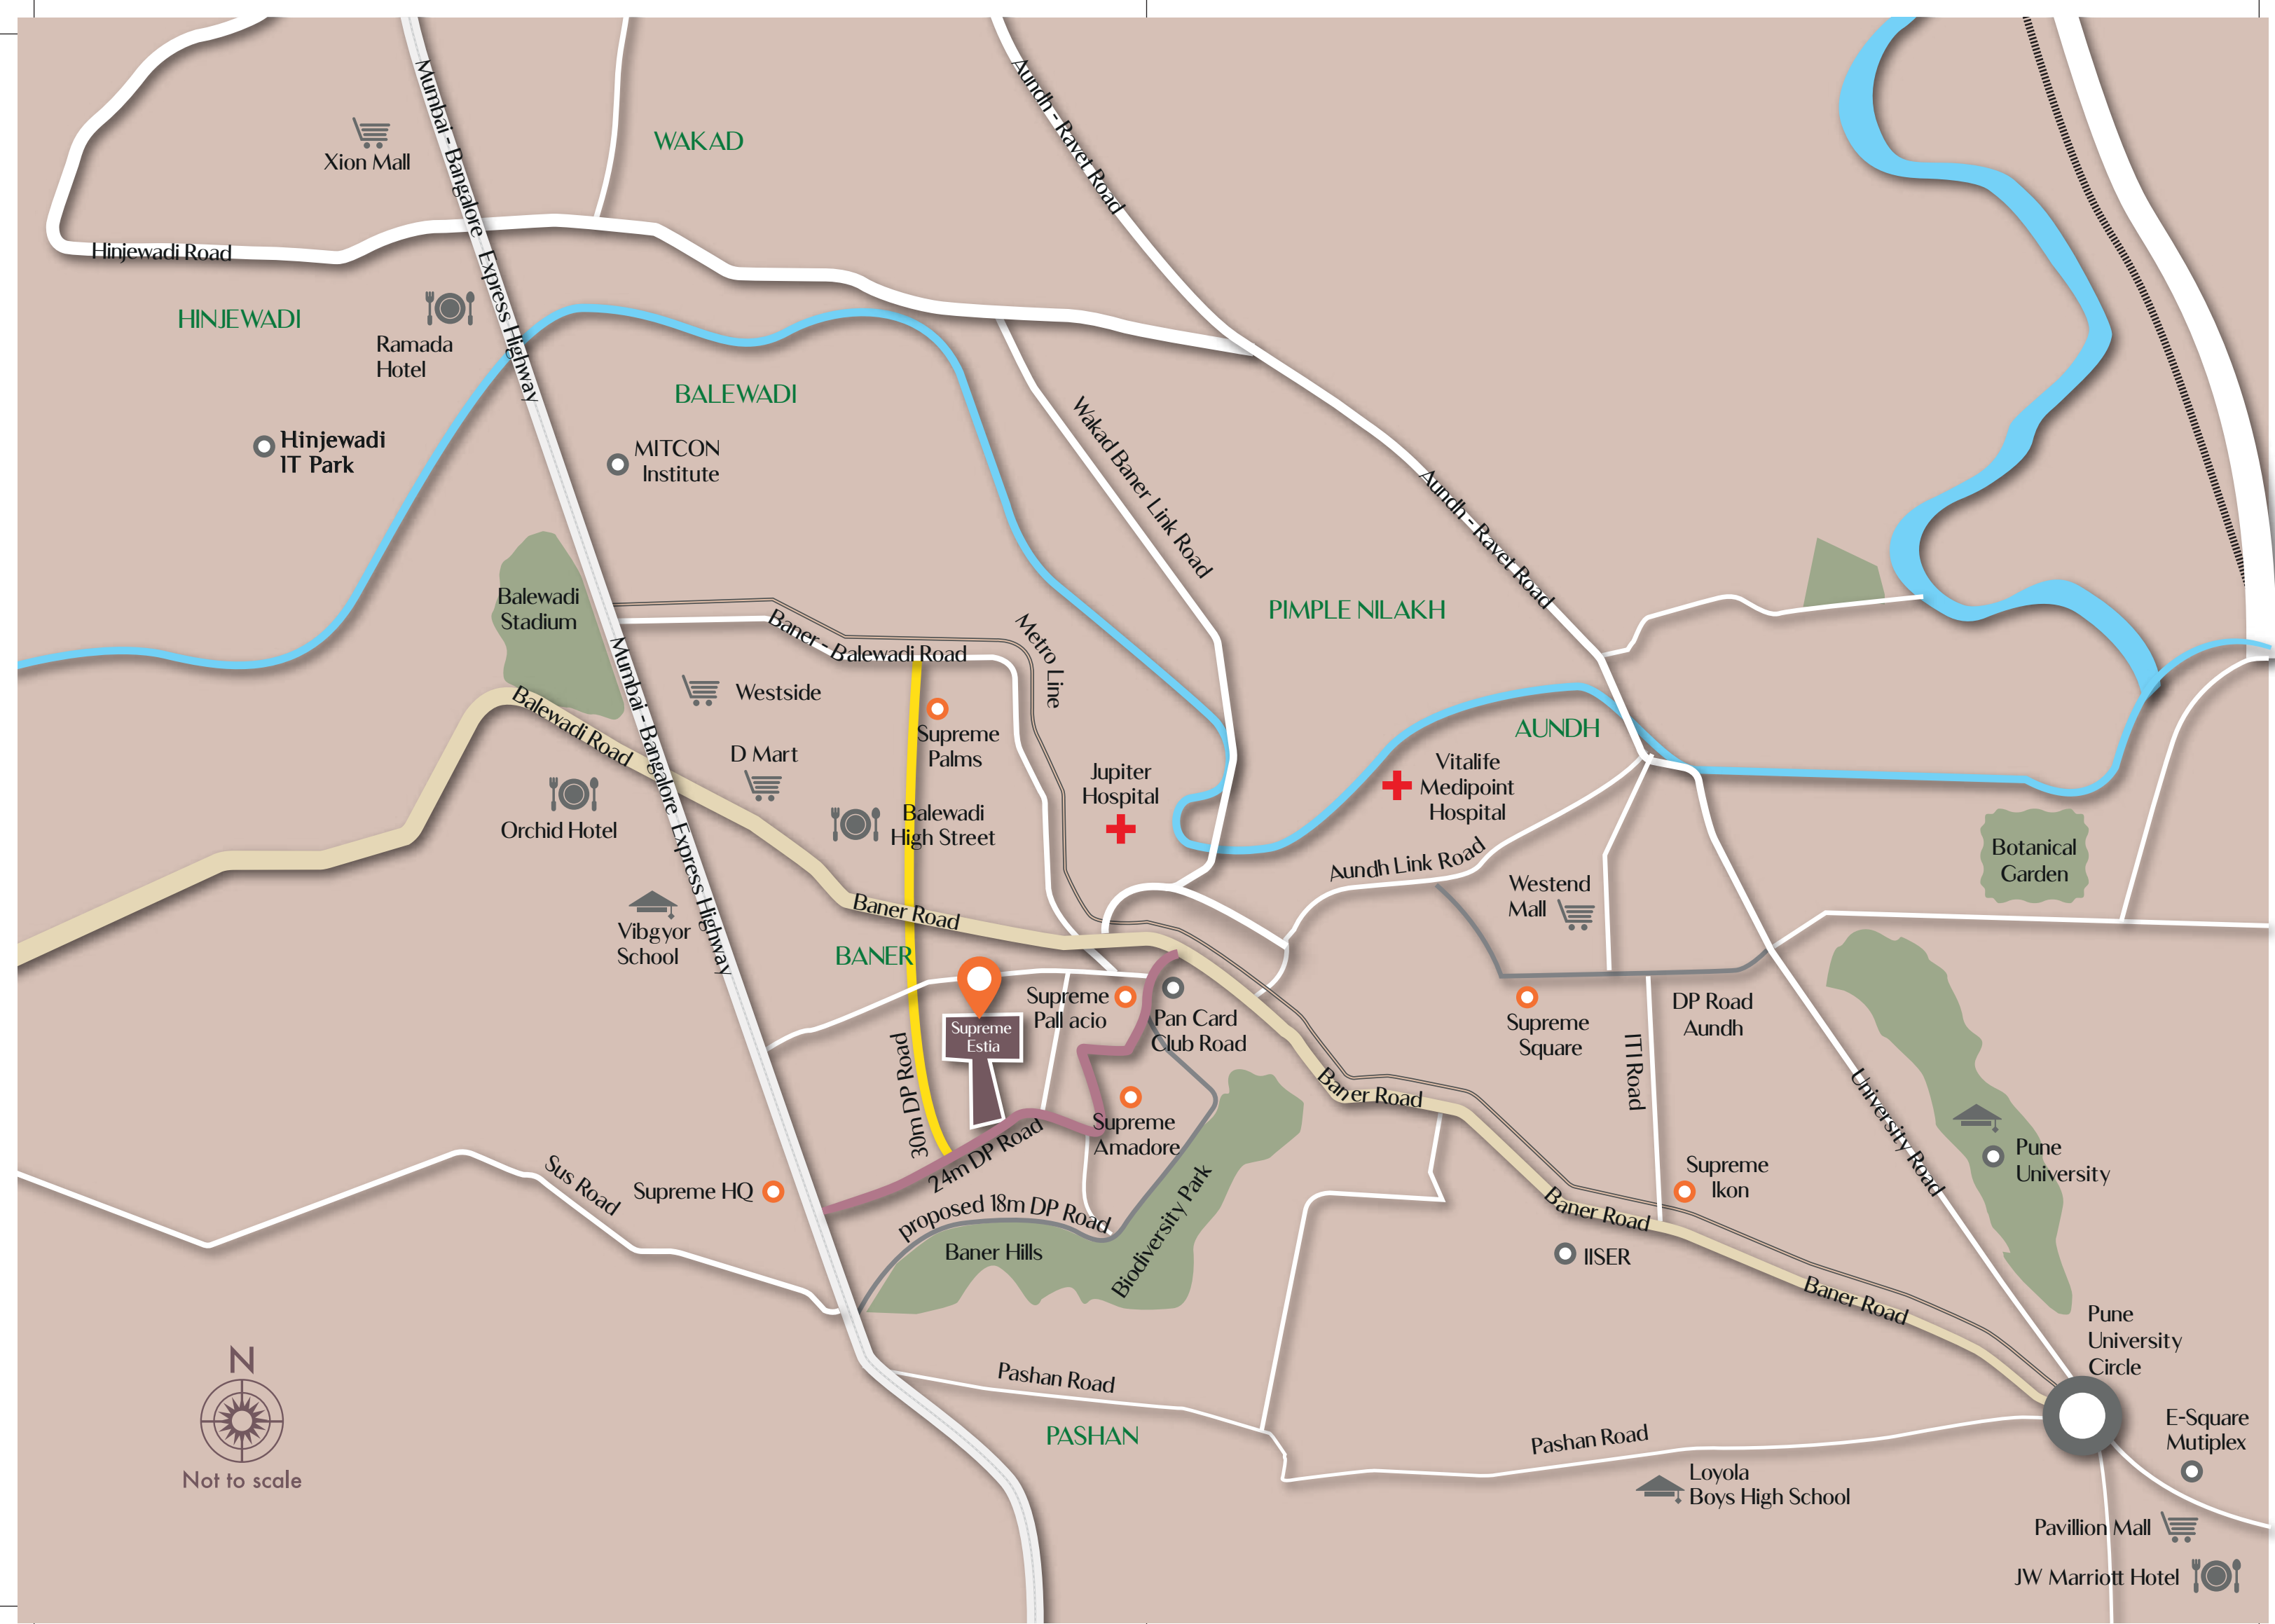 Mumbai - Bangalore Express Highway
Aundh - Ravet Road
WAKAD
Xion Mall
Hinjewadi Road
HINJEWADI
Ramada
Hotel
BALEWADI
Hinjewadi
IT Park
MITCON
Institute
Wakad Baner Link Road
Aundh - Ravet Road
Balewadi
Stadium
PIMPLE NILAKH
Baner - Balewadi Road
Metro Line
Mumbai - Bangalore Express Highway
Balewadi Road
Westside
Supreme
Palms
D Mart
AUNDH
Jupiter
Hospital
Vitalife
Medipoint
Hospital
Orchid Hotel
Balewadi
High Street
Aundh Link Road
Botanical
Garden
Westend
Mall
Baner Road
Vibgyor
School
BANER
Supreme
Pall acio
Pan Card
Club Road
Supreme
Estia
Supreme
Square
DP Road
Aundh
ITI Road
30m DP Road
Baner Road
University Road
Supreme
Amadore
24m DP Road
Pune
University
Sus Road
Supreme HQ
Supreme
Ikon
proposed 18m DP Road
Biodiversity Park
Baner Hills
Baner Road
IISER
Baner Road
Pune
University
Circle
N
Not to scale
Pashan Road
PASHAN
Pashan Road
E-Square
Mutiplex
Loyola
Boys High School
Pavillion Mall
JW Marriott Hotel